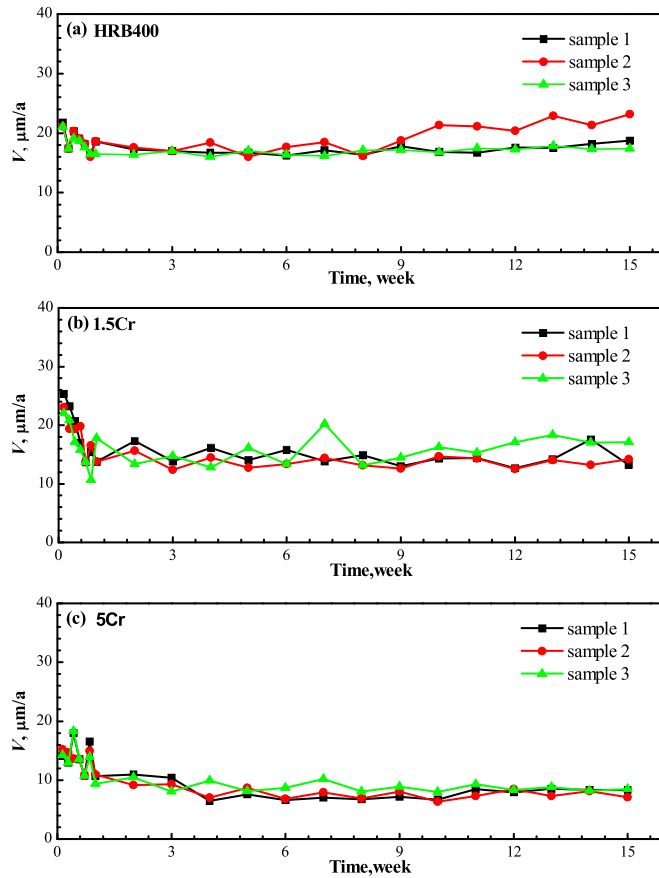 40
(a) HRB400
sample 1
sample 2
sample 3
30
20
10
0
V, μm/a
0 3 6 9 12 15
Time, week
40
(b) 1.5Cr
sample 1
sample 2
sample 3
30
20
10
0
V, μm/a
0 3 6 9 12 15
Time,week
40
(c) 5Cr
sample 1
sample 2
sample 3
30
20
10
0
V, μm/a
0 3 6 9 12 15
Time,week